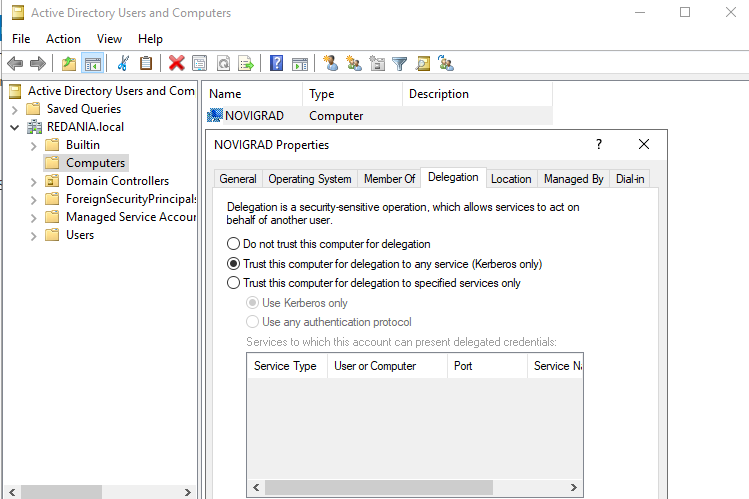 Active Directory Users and Computers
File Action View Help
Active Directory Users and Com
Saved Queries
REDANIA.local
Builtin
Computers
Domain Controllers
ForeignSecurityPrincipals
Managed Service Accoun
Users
Name Type Description
NOVIGRAD Computer
NOVIGRAD Properties
General Operating System Member Of Delegation Location Managed By Dial-in
Delegation is a security-sensitive operation, which allows services to act on
behalf of another user.
Do not trust this computer for delegation
Trust this computer for delegation to any service (Kerberos only)
Trust this computer for delegation to specified services only
Use Kerberos only
Use any authentication protocol
Services to which this account can present delegated credentials:
Service Type User or Computer Port Service Na